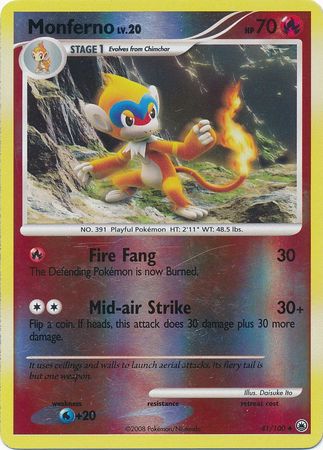 Monferno LV.20 HP 70
STAGE 1 Evolves from Chimchar
NO. 391 Playful Pokémon HT: 2'11" WT: 48.5 lbs.
Fire Fang 30
The Defending Pokémon is now Burned.
Mid-air Strike 30+
Flip a coin. If heads, this attack does 30 damage plus 30 more
damage.
It uses ceilings and walls to launch aerial attacks. Its fiery tail is
but one weapon.
Illus. Daisuke Ito
weakness resistance retreat cost
+20
©2008 Pokémon/Nintendo 41/100